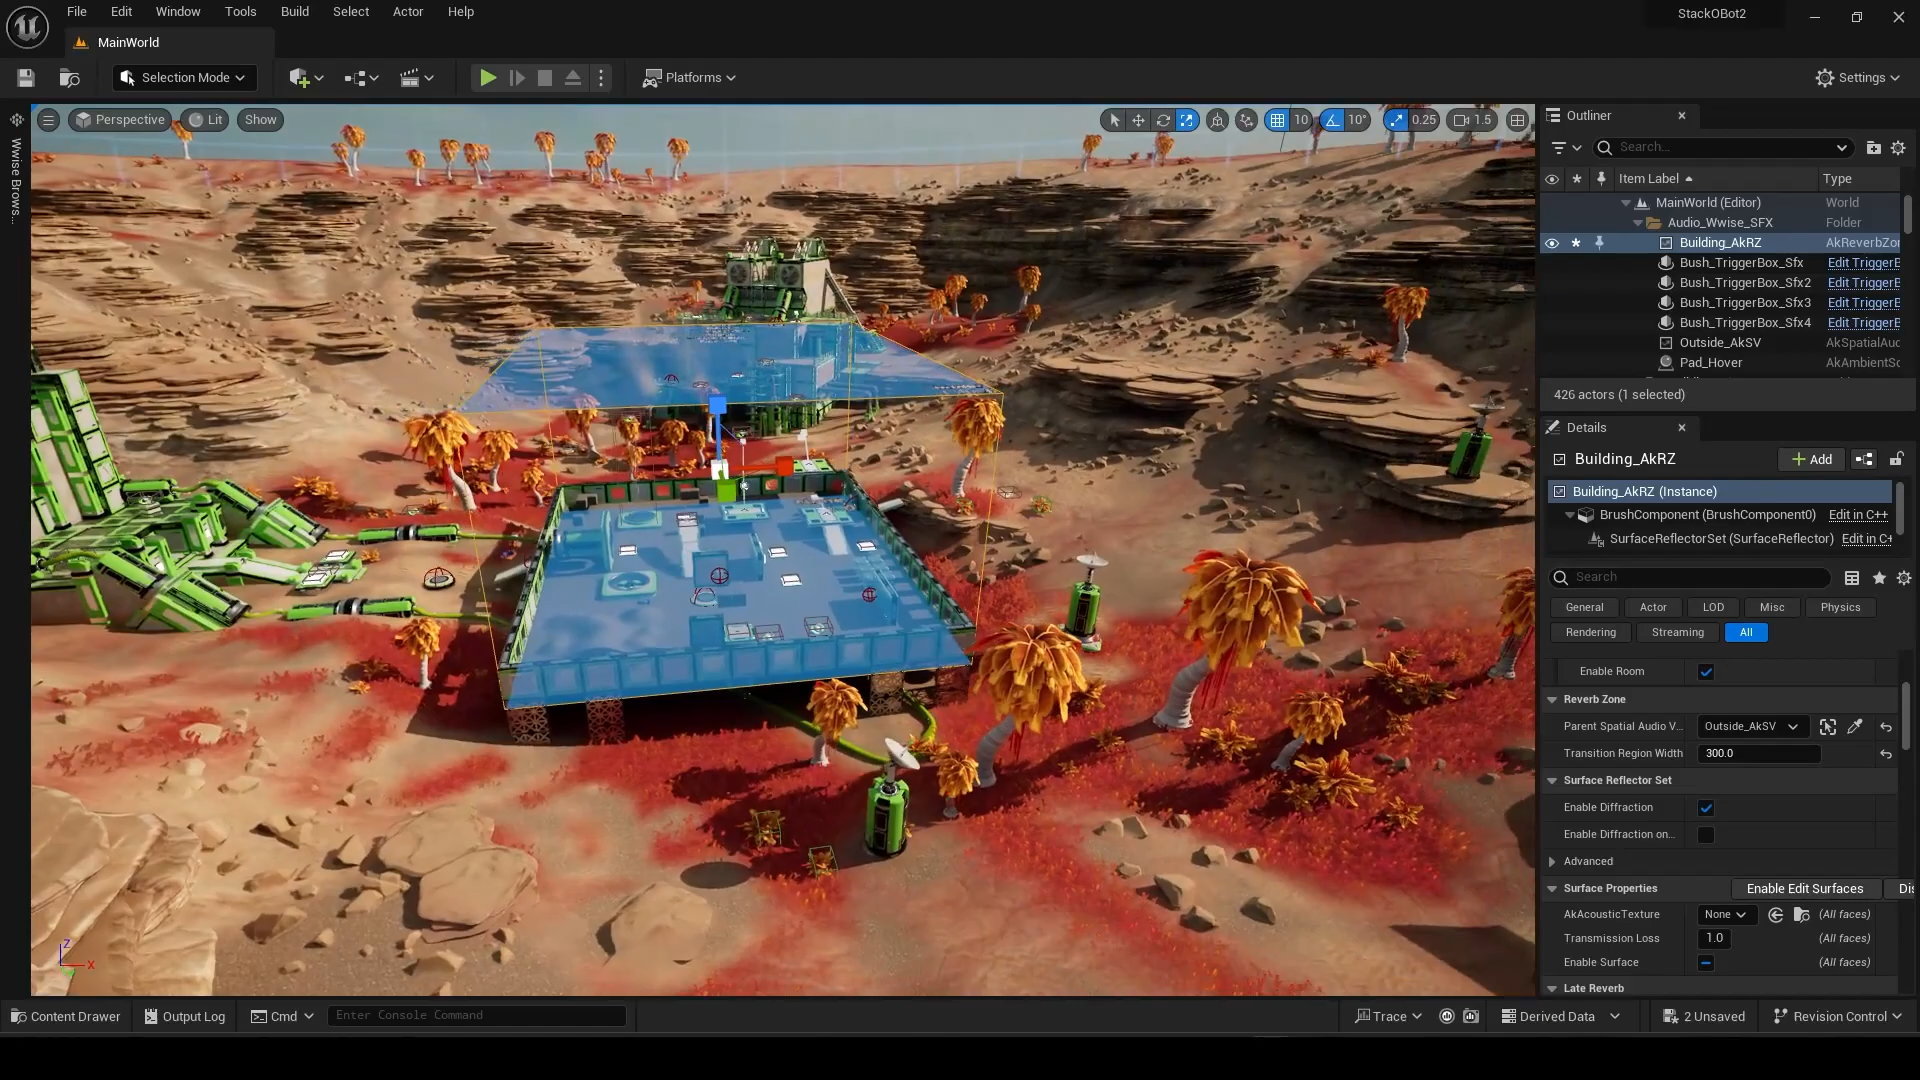 File Edit Window Tools Build Select Actor Help
StackOBot2
MainWorld
Selection Mode
Platforms
Settings
Wwise Brows...
Perspective Lit Show
10 10° 0.25 1.5
Outliner
Search...
Item Label Type
MainWorld (Editor) World
Audio_Wwise_SFX Folder
Building_AkRZ AkReverbZor
Bush_TriggerBox_Sfx Edit TriggerB
Bush_TriggerBox_Sfx2 Edit TriggerB
Bush_TriggerBox_Sfx3 Edit TriggerB
Bush_TriggerBox_Sfx4 Edit TriggerB
Outside_AkSV AkSpatialAud
Pad_Hover AkAmbientSo
426 actors (1 selected)
Details
Building_AkRZ
Add
Building_AkRZ (Instance)
BrushComponent (BrushComponent0) Edit in C++
SurfaceReflectorSet (SurfaceReflector) Edit in C+
Search
General Actor LOD Misc Physics
Rendering Streaming All
Enable Room
Reverb Zone
Parent Spatial Audio V... Outside_AkSV
Transition Region Width 300.0
Surface Reflector Set
Enable Diffraction
Enable Diffraction on...
Advanced
Surface Properties Enable Edit Surfaces Dis
AkAcousticTexture None (All faces)
Transmission Loss 1.0 (All faces)
Enable Surface (All faces)
Late Reverb
Z
X
Content Drawer Output Log Cmd Enter Console Command Trace Derived Data 2 Unsaved Revision Control